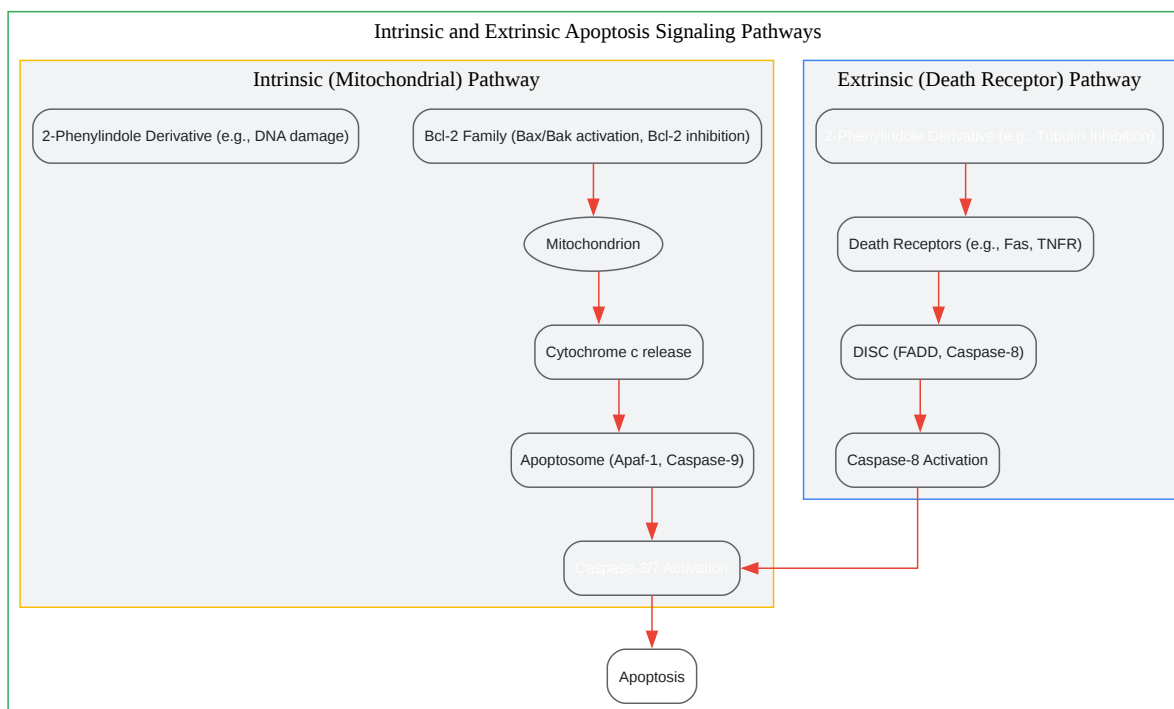 Intrinsic and Extrinsic Apoptosis Signaling Pathways
Intrinsic (Mitochondrial) Pathway
2-Phenylindole Derivative (e.g., DNA damage)
Bcl-2 Family (Bax/Bak activation, Bcl-2 inhibition)
Mitochondrion
Cytochrome c release
Apoptosome (Apaf-1, Caspase-9)
Caspase-3/7 Activation
Apoptosis
Extrinsic (Death Receptor) Pathway
2-Phenylindole Derivative (e.g., Tubulin Inhibition)
Death Receptors (e.g., Fas, TNFR)
DISC (FADD, Caspase-8)
Caspase-8 Activation